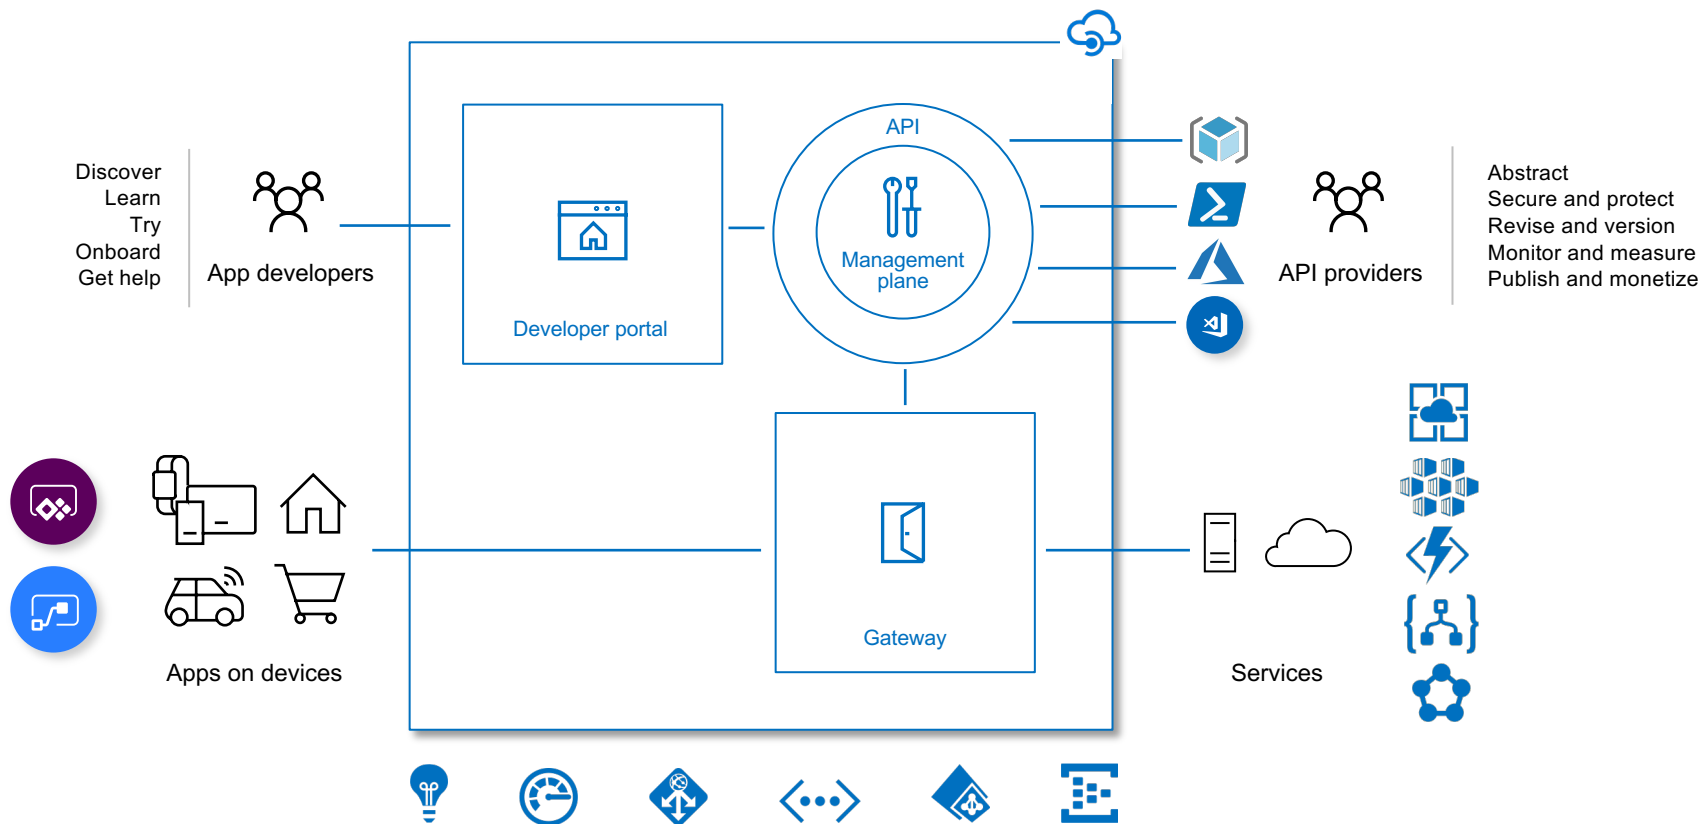 Discover
Learn
Try
Onboard
Get help
App developers
Developer portal
API
Management
plane
API providers
Abstract
Secure and protect
Revise and version
Monitor and measure
Publish and monetize
Apps on devices
Gateway
Services